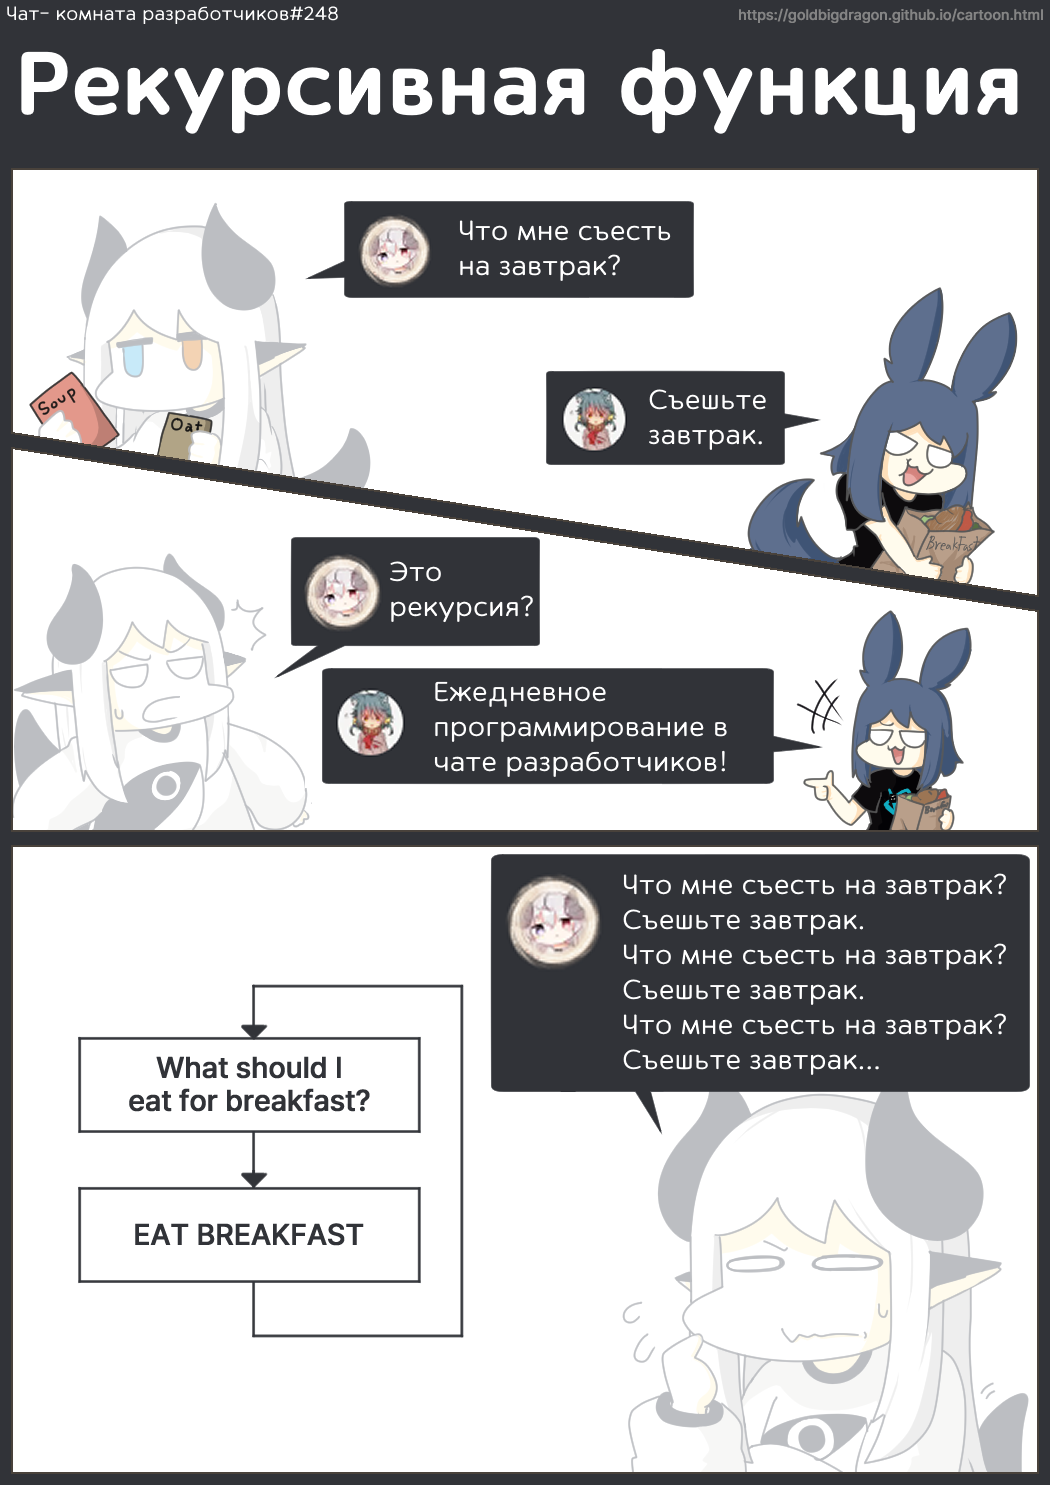 Чат- комната разработчиков#248
https://goldbigdragon.github.io/cartoon.html
Рекурсивная функция
Что мне съесть
на завтрак?
Soup
Oat
Съешьте
завтрак.
Breakfast
Это
рекурсия?
Ежедневное
программирование в
чате разработчиков!
Что мне съесть на завтрак?
Съешьте завтрак.
Что мне съесть на завтрак?
Съешьте завтрак.
Что мне съесть на завтрак?
Съешьте завтрак...
What should I
eat for breakfast?
EAT BREAKFAST